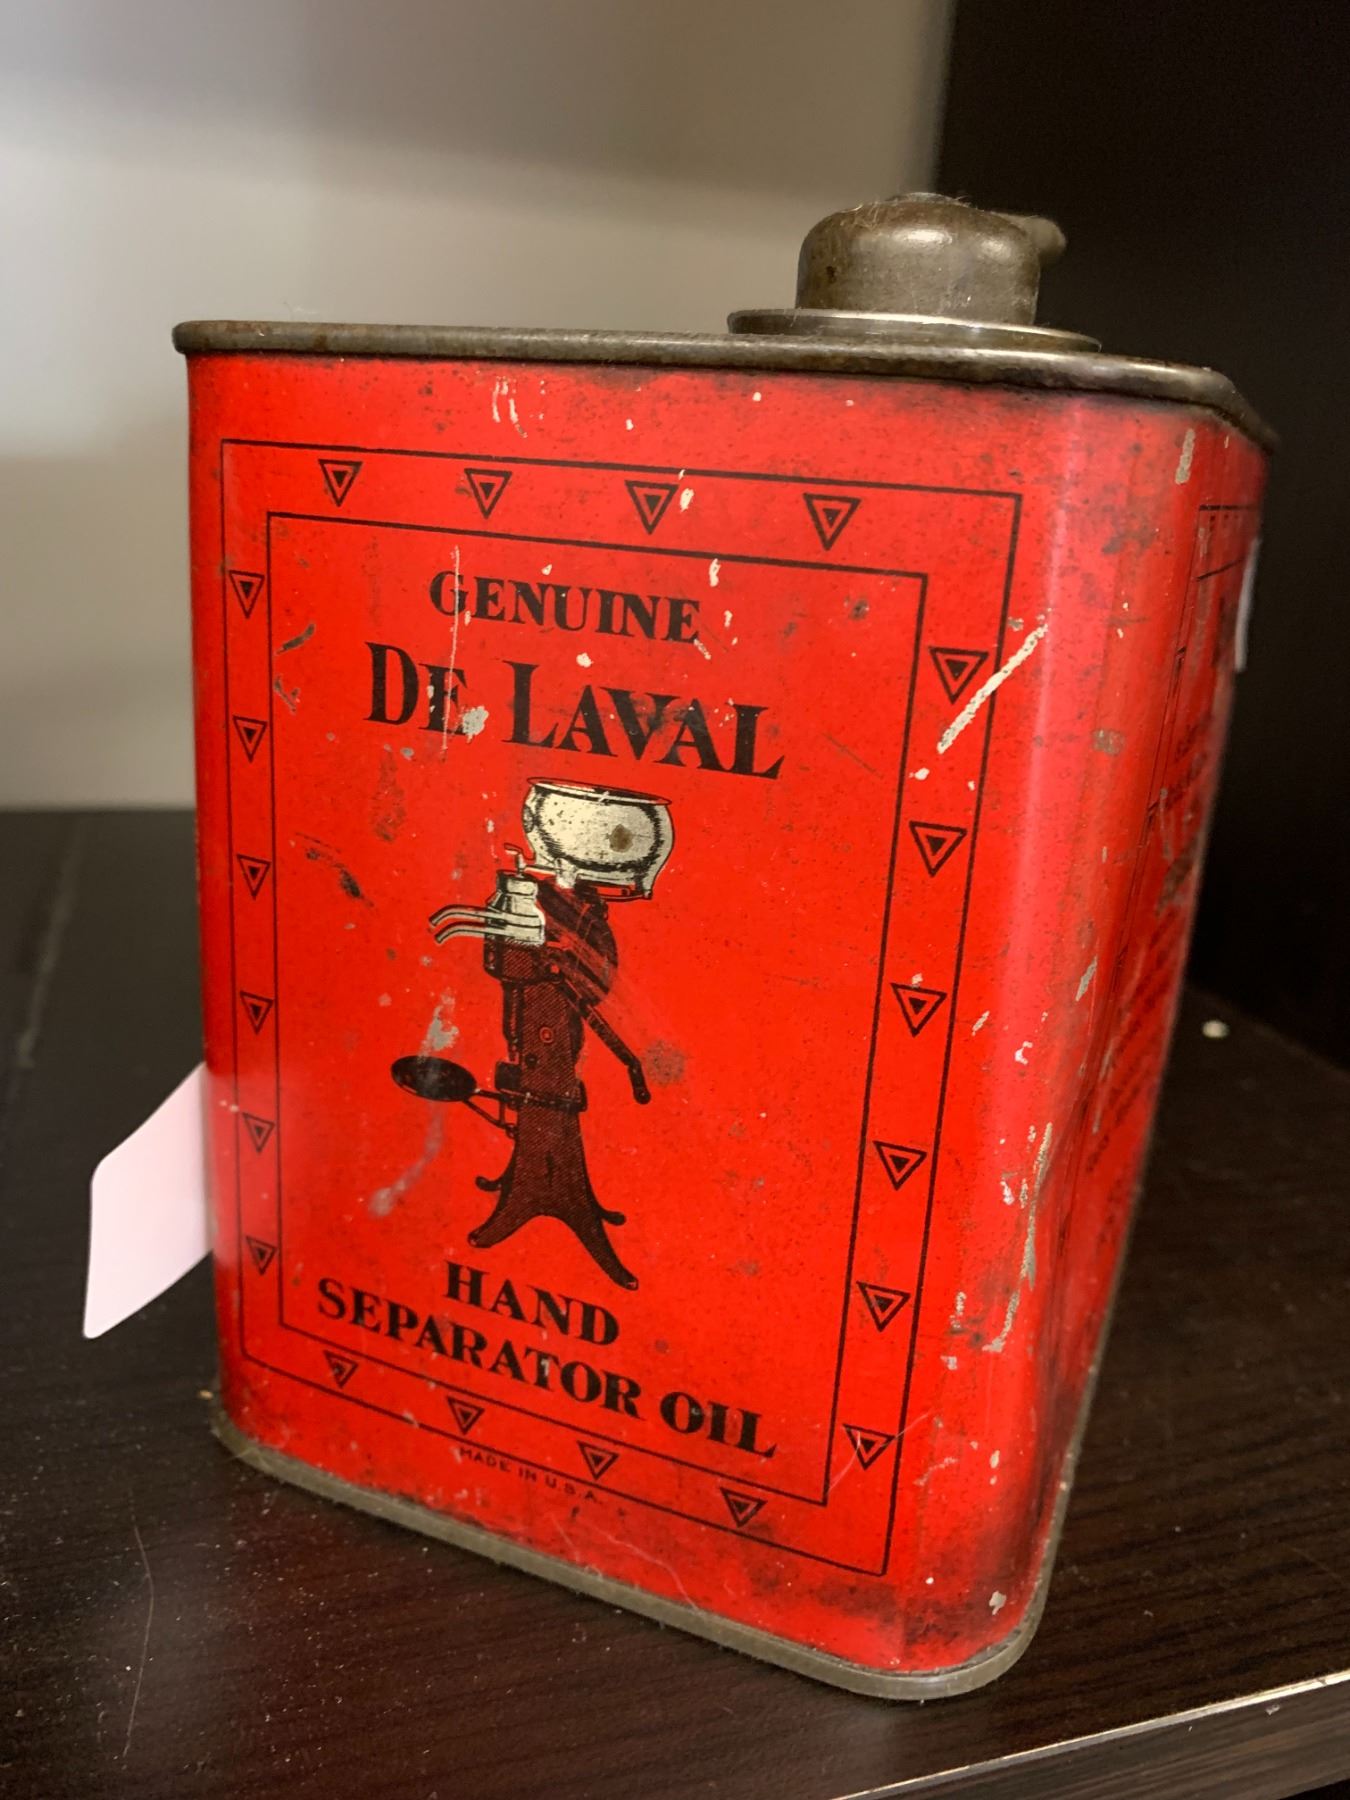 GENUINE
DE LAVAL
HAND
SEPARATOR OIL
MADE IN U.S.A.